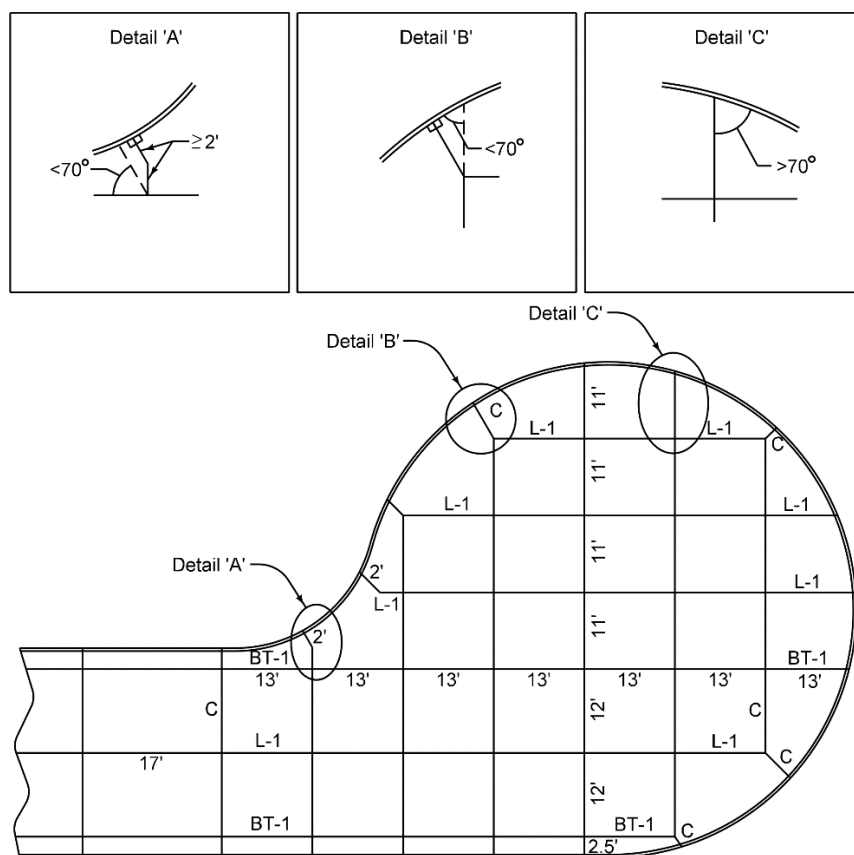 Detail 'A'
Detail 'B'
Detail 'C'
≥2'
<70°
<70°
>70°
Detail 'C'
Detail 'B'
C
11'
L-1
L-1
C
11'
L-1
L-1
Detail 'A'
2'
11'
L-1
L-1
2'
11'
BT-1
BT-1
13'
13'
13'
13'
13'
13'
13'
C
12'
C
L-1
L-1
17'
C
12'
BT-1
BT-1
C
2.5'